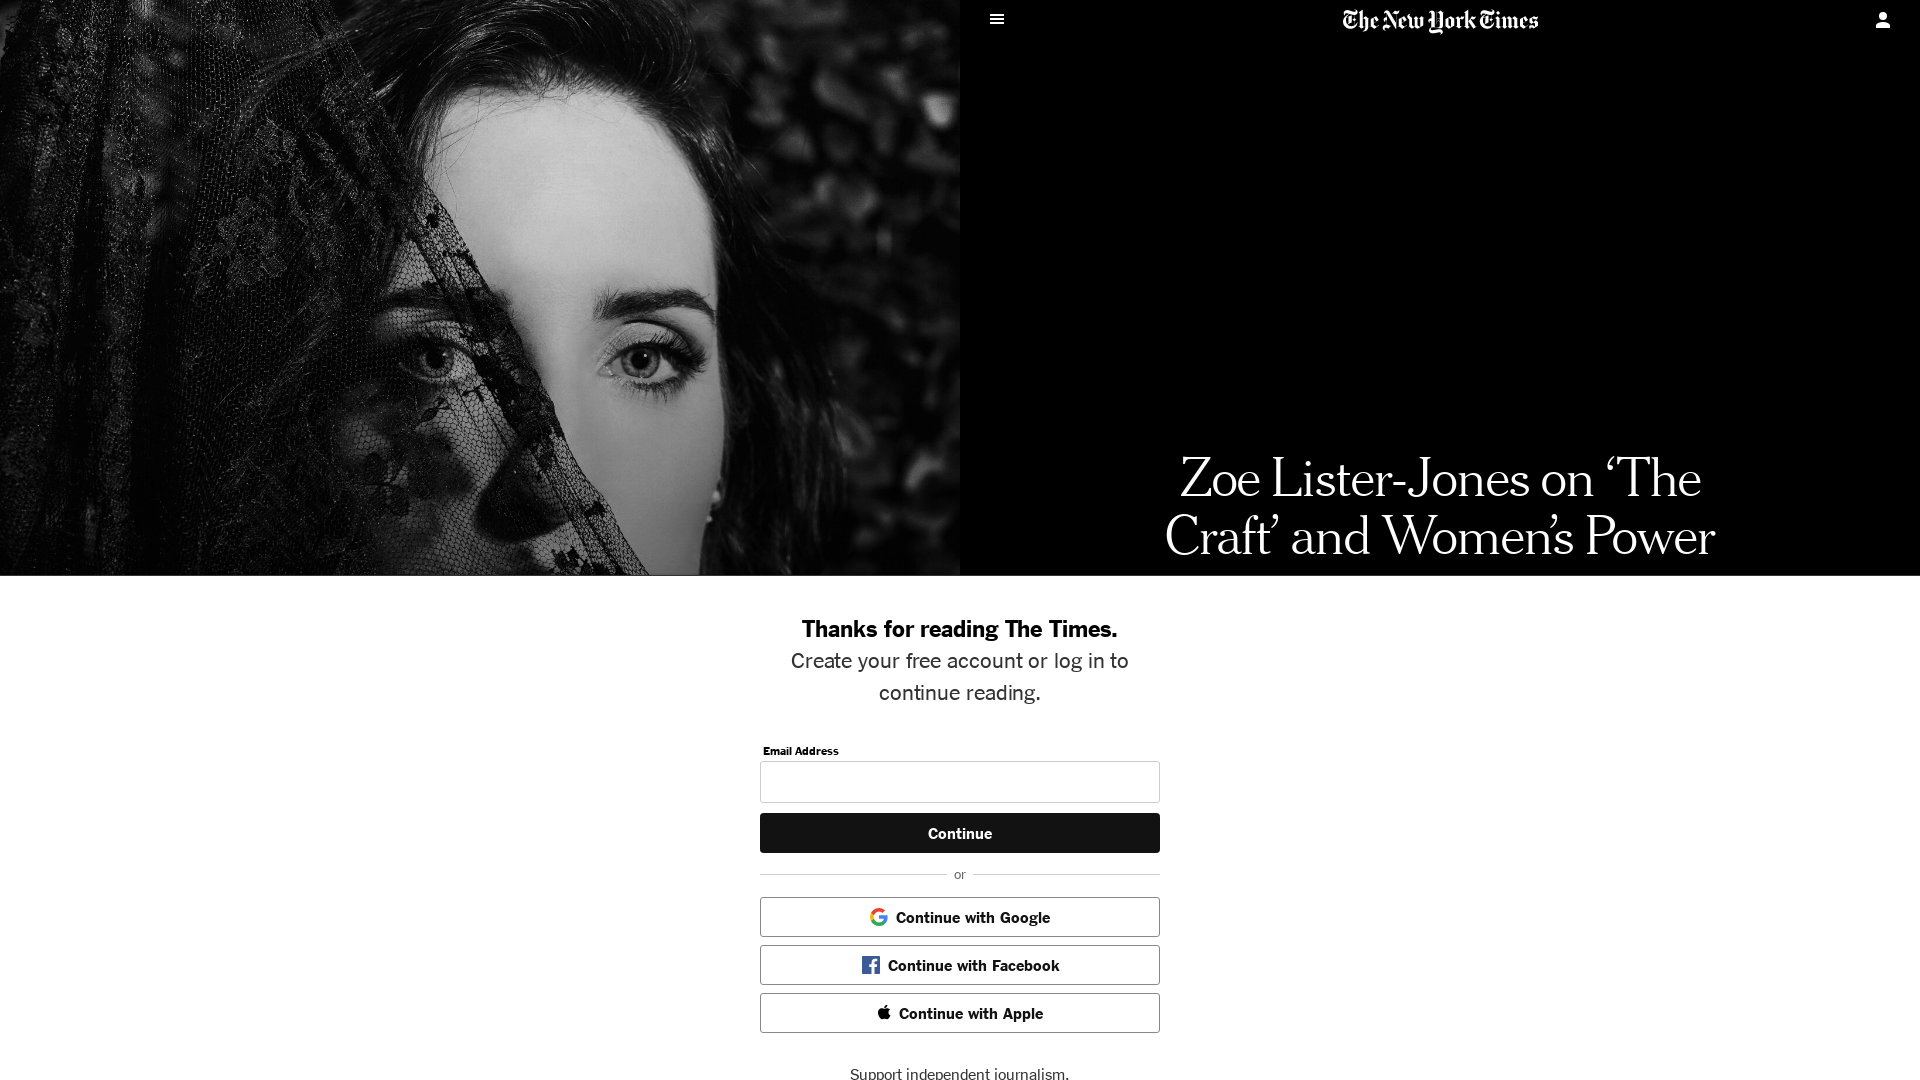 The New York Times
Zoe Lister-Jones on ‘The
Craft’ and Women’s Power
Thanks for reading The Times.
Create your free account or log in to
continue reading.
Email Address
Continue
or
Continue with Google
Continue with Facebook
Continue with Apple
Support independent journalism.